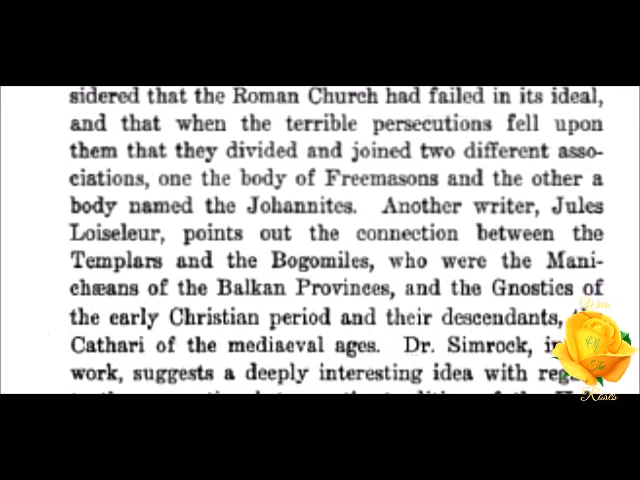 sidered that the Roman Church had failed in its ideal,
and that when the terrible persecutions fell upon
them that they divided and joined two different asso-
ciations, one the body of Freemasons and the other a
body named the Johannites. Another writer, Jules
Loiseleur, points out the connection between the
Templars and the Bogomiles, who were the Mani-
chæans of the Balkan Provinces, and the Gnostics of
the early Christian period and their descendants,
Cathari of the mediaeval ages. Dr. Simrock,
work, suggests a deeply interesting idea with
Of
The
Roses